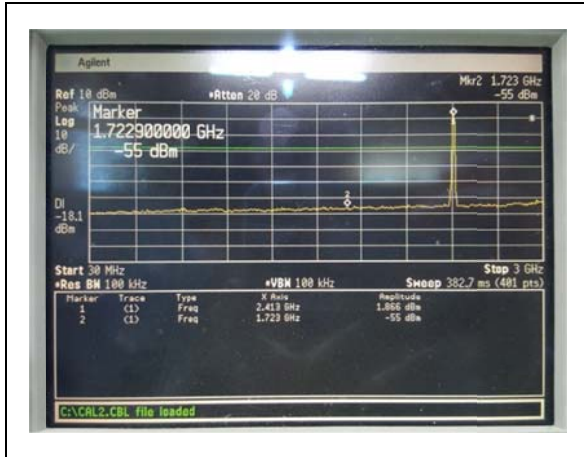 Agilent
Mkr2 1.723 GHz
Ref 10 dBm
•Atten 20 dB
-55 dBm
Peak
Log
10
dB/
Marker
1.722900000 GHz
-55 dBm
1
2
DI
-18.1
dBm
Start 30 MHz
Stop 3 GHz
•Res BW 100 kHz
•VBW 100 kHz
Sweep 382.7 ms (401 pts)
Marker Trace Type X Axis Amplitude
1 (1) Freq 2.413 GHz 1.866 dBm
2 (1) Freq 1.723 GHz -55 dBm
C:\CAL2.CBL file loaded